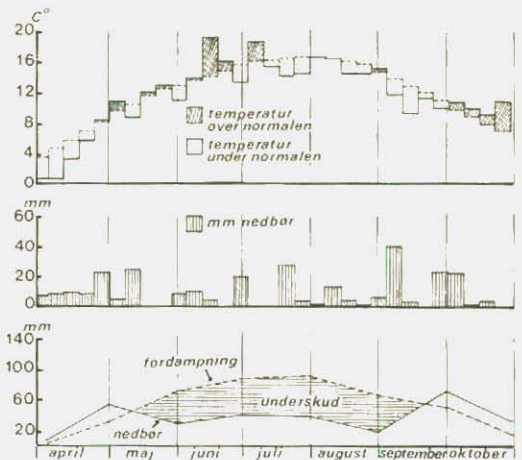 C°
20
16
12
8
4
0
temperatur
over normalen
temperatur
under normalen
mm
60
40
20
0
mm nedbør
mm
140
100
60
20
fordampning
underskud
nedbør
april maj juni juli august september oktober